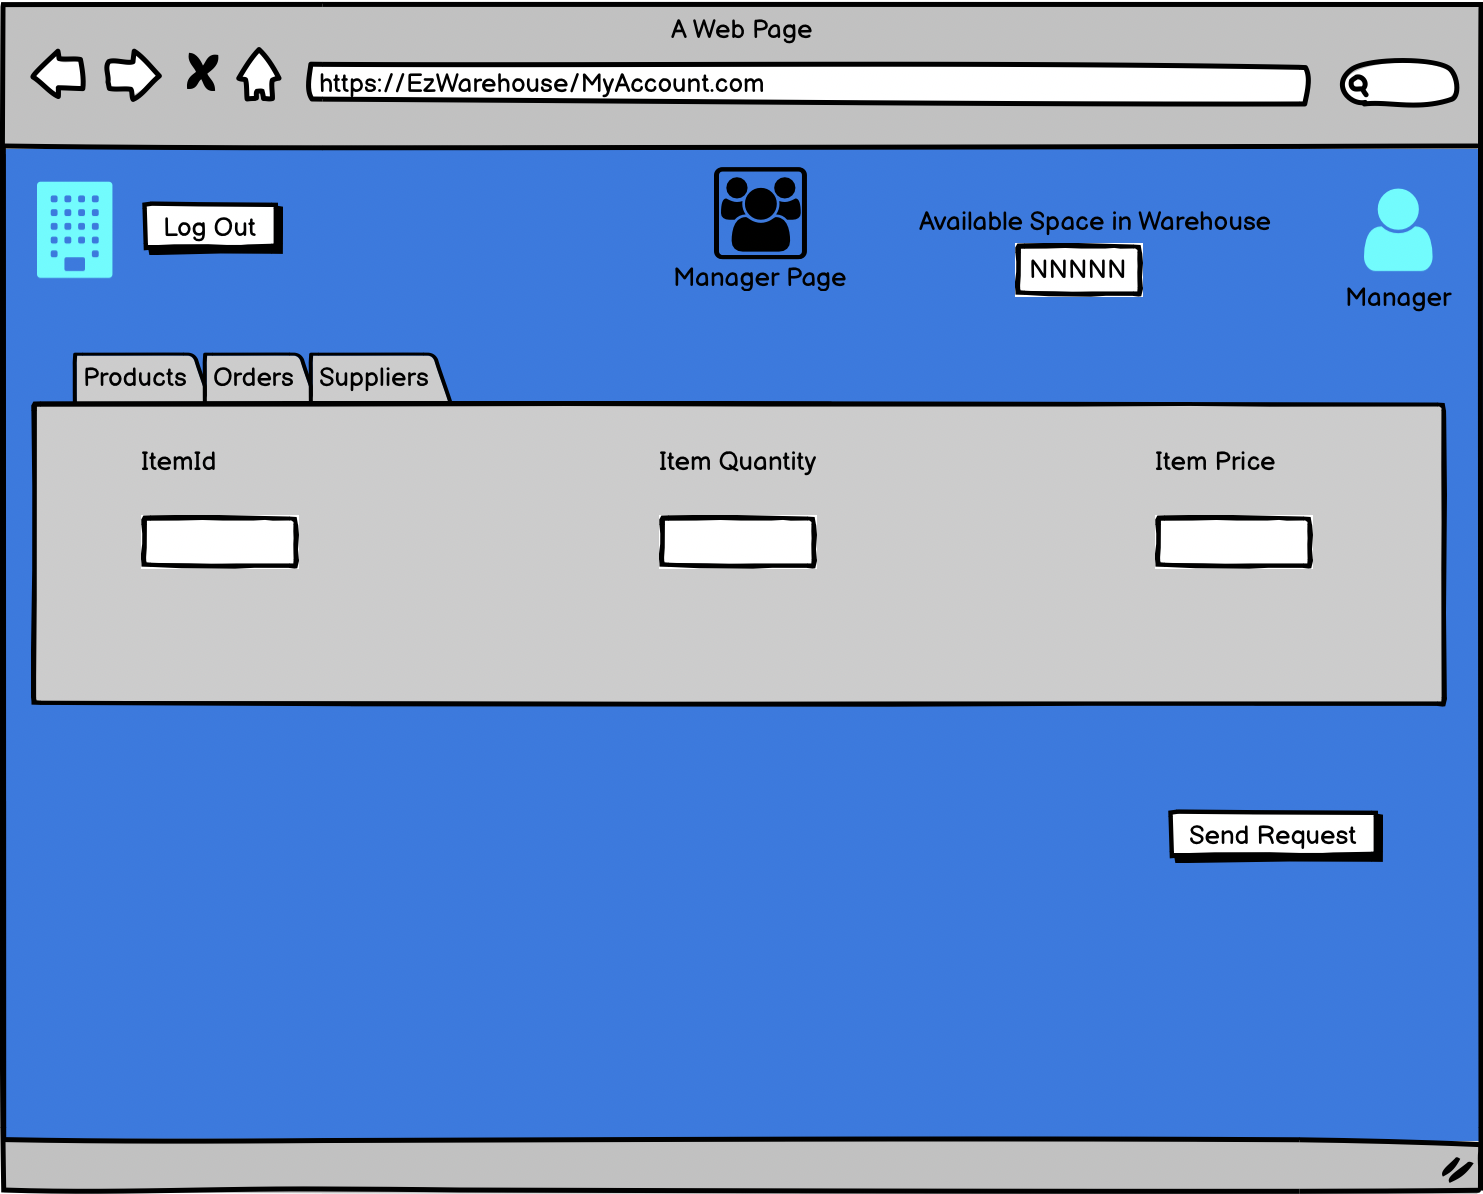 A Web Page
https://EzWarehouse/MyAccount.com
Log Out
Manager Page
Available Space in Warehouse
NNNNN
Manager
Products Orders Suppliers
ItemId Item Quantity Item Price
Send Request